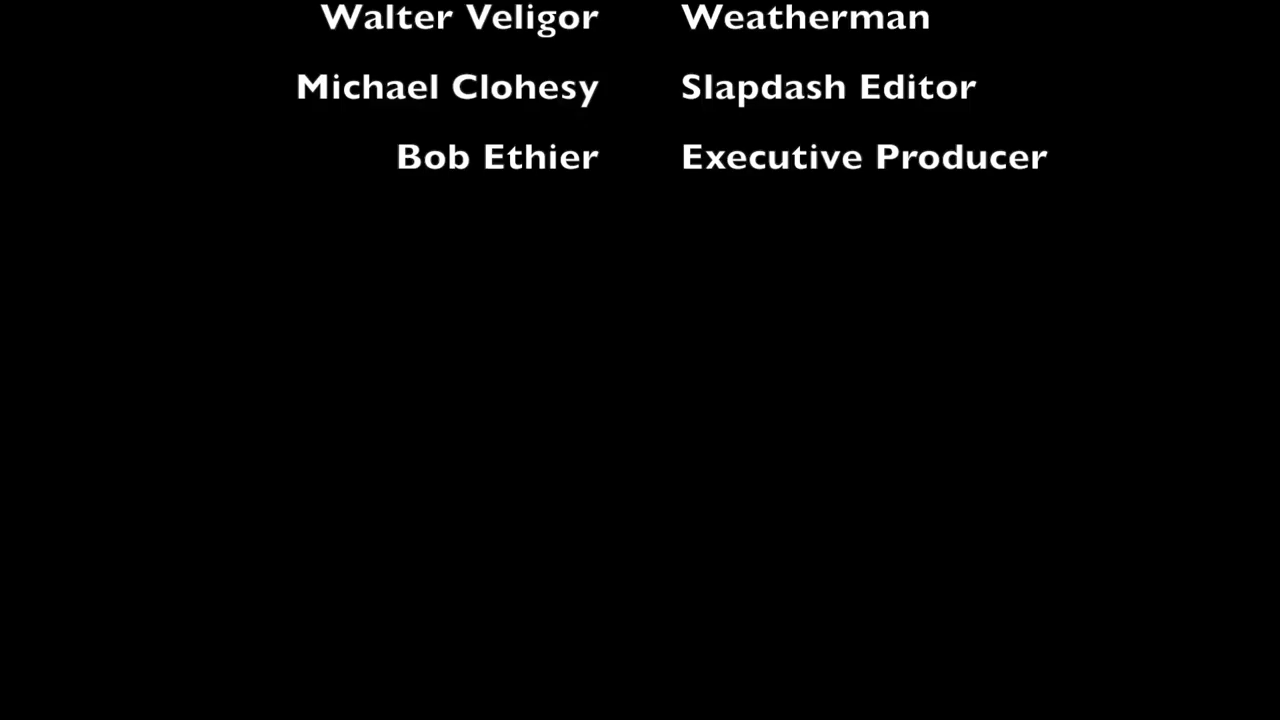 Walter Veligor Weatherman
Michael Clohesy Slapdash Editor
Bob Ethier Executive Producer